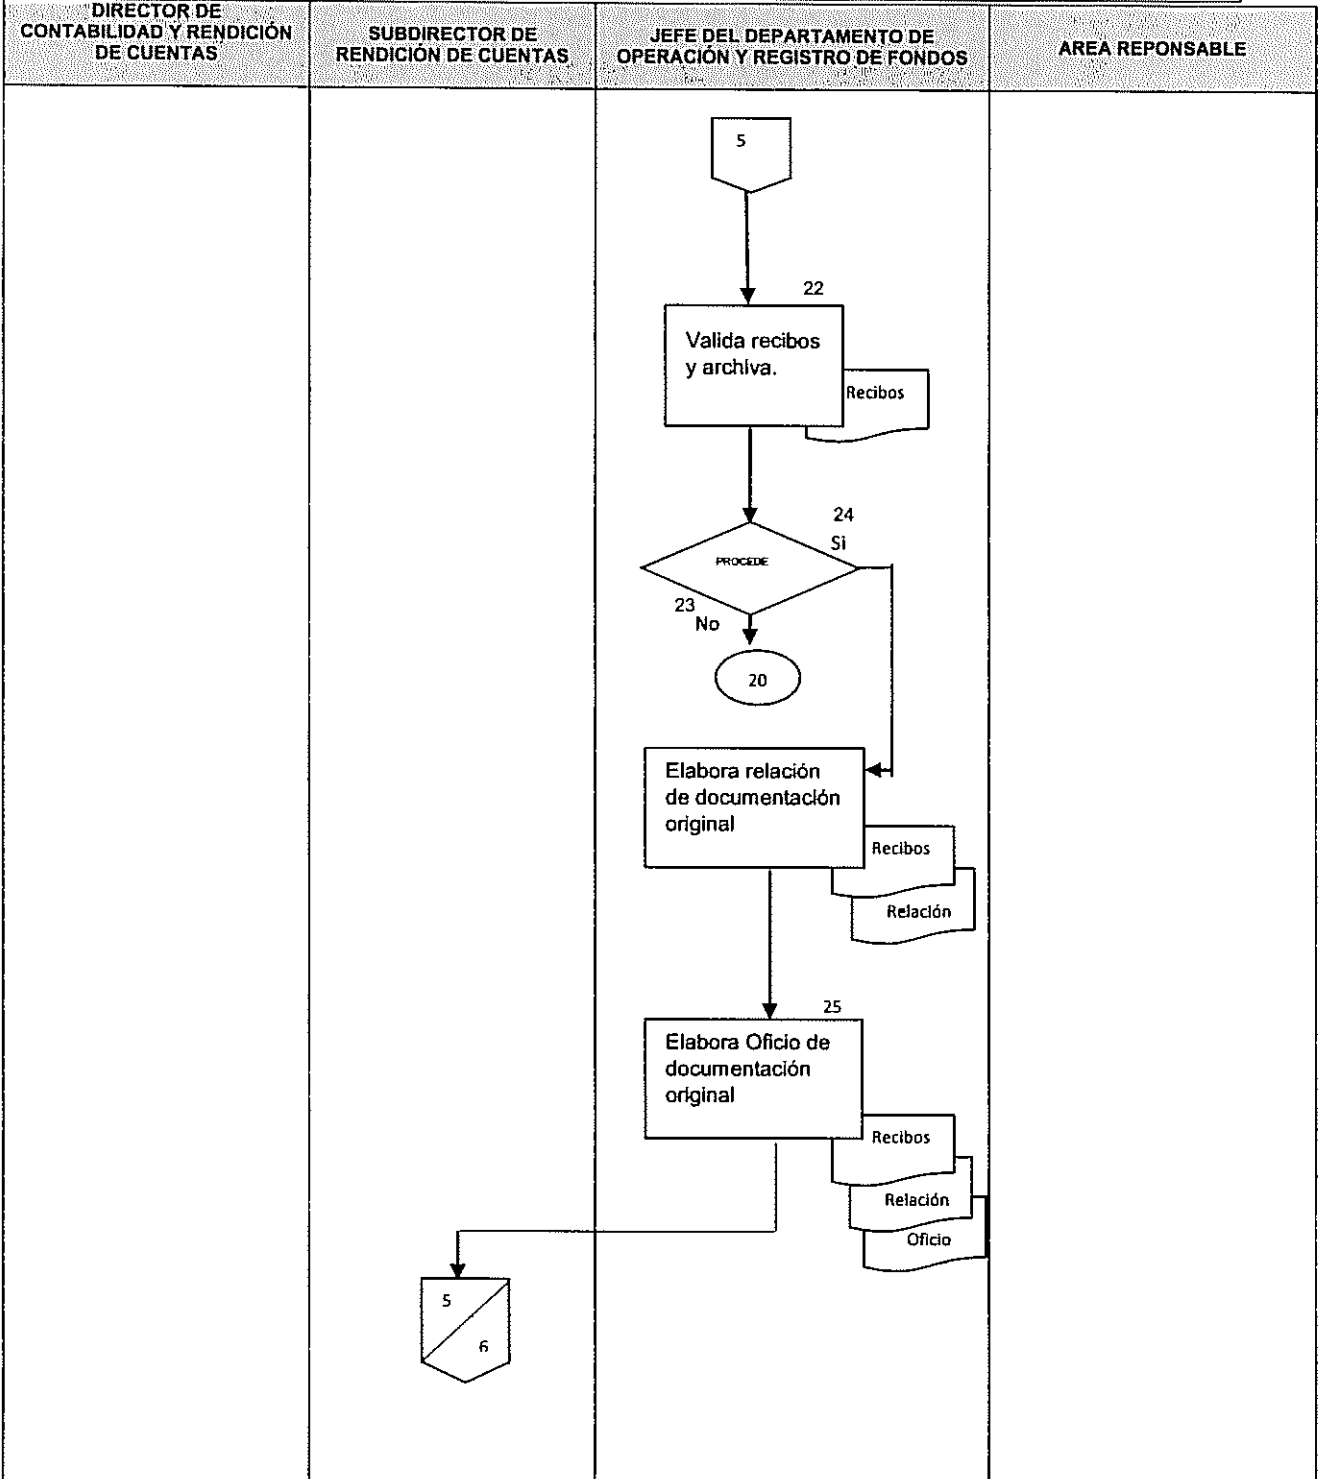 DIRECTOR DE
CONTABILIDAD Y RENDICIÓN
DE CUENTAS
SUBDIRECTOR DE
RENDICIÓN DE CUENTAS
JEFE DEL DEPARTAMENTO DE
OPERACIÓN Y REGISTRO DE FONDOS
AREA REPONSABLE
5
22
Valida recibos
y archiva.
Recibos
24
Si
PROCEDE
23
No
20
Elabora relación
de documentación
original
Recibos
Relación
25
Elabora Oficio de
documentación
original
Recibos
Relación
Oficio
5
6